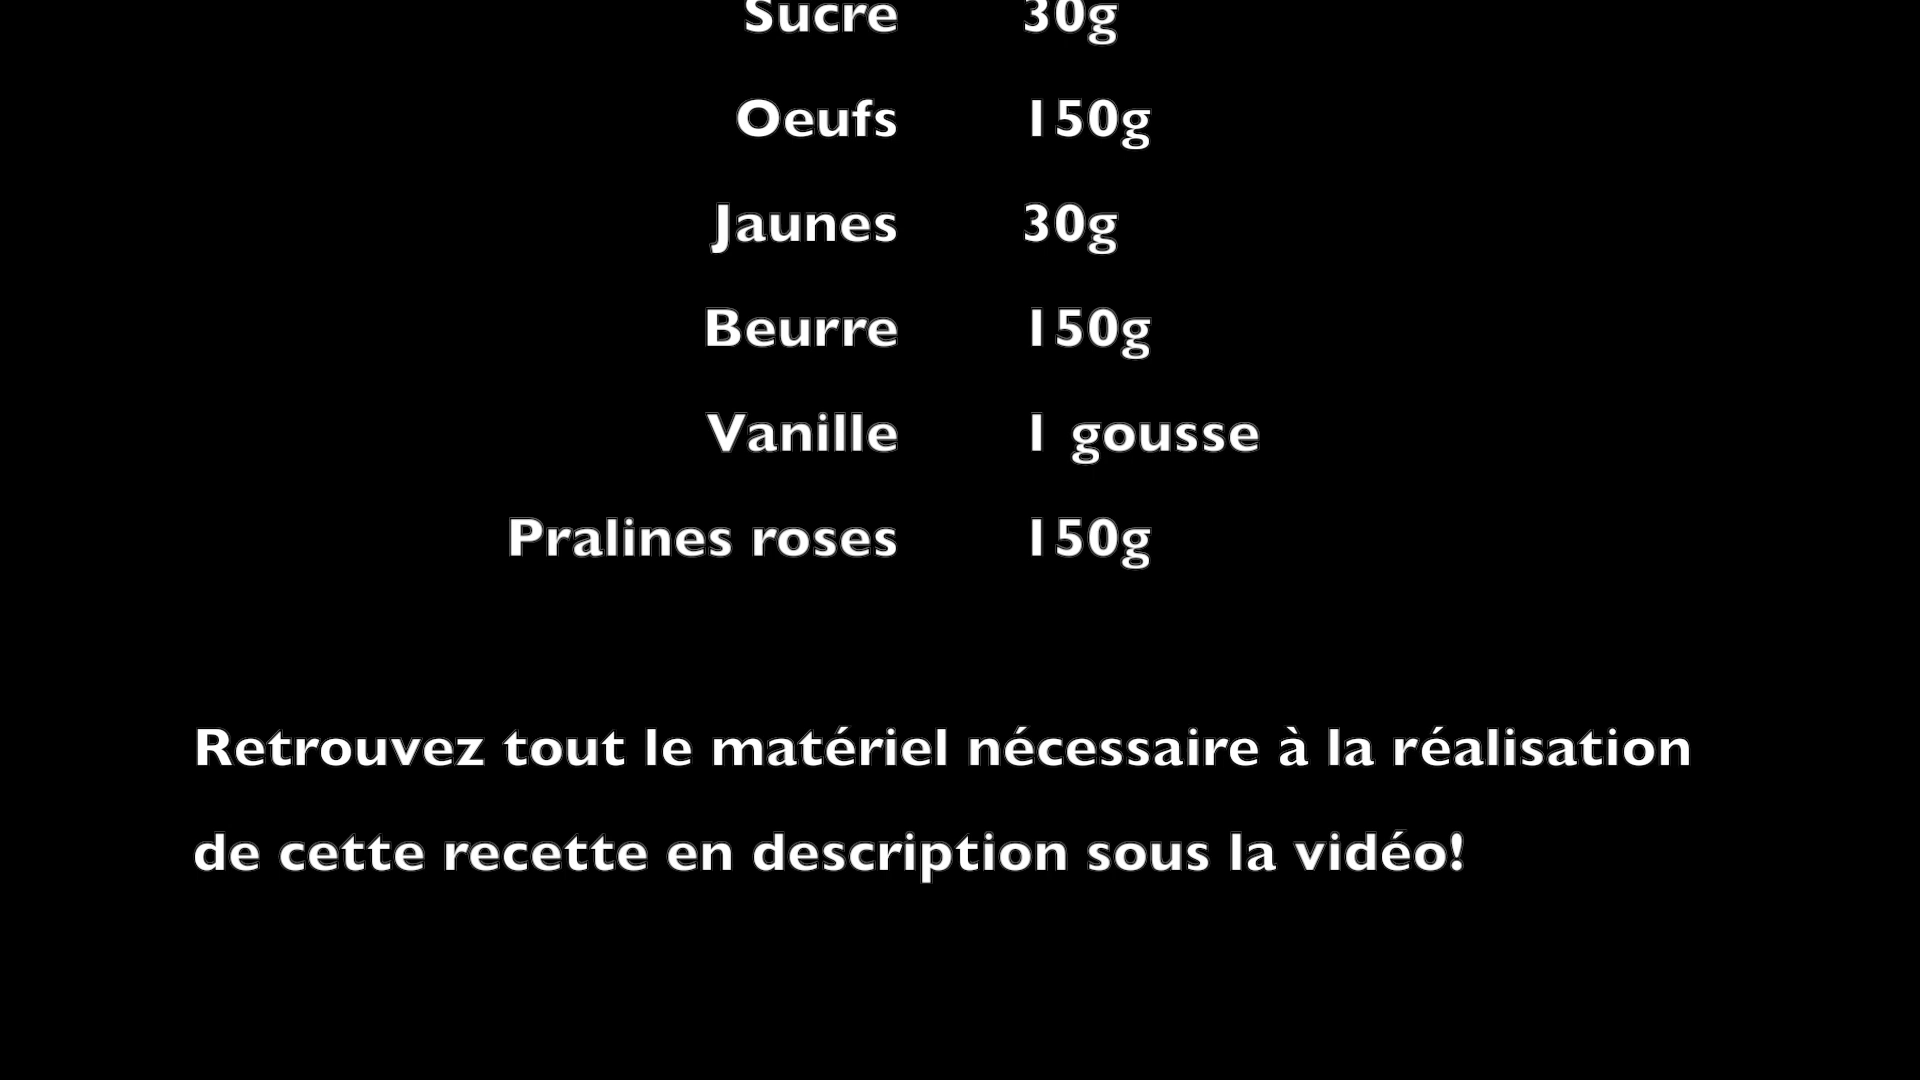 Sucre 30g
Oeufs 150g
Jaunes 30g
Beurre 150g
Vanille 1 gousse
Pralines roses 150g
Retrouvez tout le matériel nécessaire à la réalisation
de cette recette en description sous la vidéo!